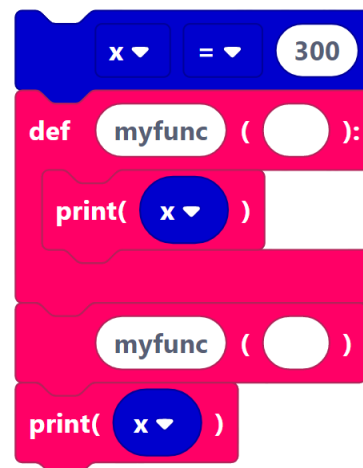 x = 300
def myfunc ( ):
print( x )
myfunc ( )
print( x )